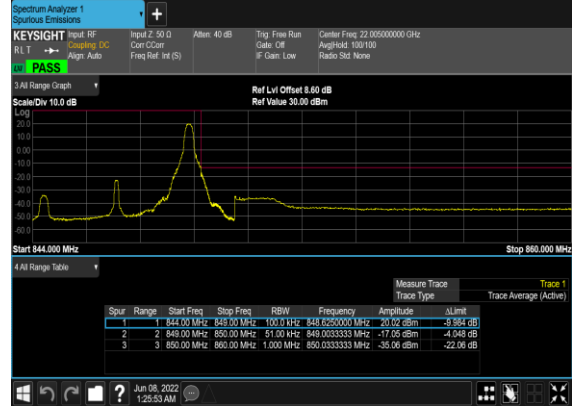 Spectrum Analyzer 1
Spurious Emissions
+
KEYSIGHT Input: RF Input Z: 50 Ω Atten: 40 dB Trig: Free Run Center Freq: 22.005000000 GHz
RLT Coupling: DC Corr CCorr Gate: Off Avg|Hold: 100/100
Align: Auto Freq Ref: Int (S) IF Gain: Low Radio Std: None
PASS
3 All Range Graph Ref Lvl Offset 8.60 dB
Scale/Div 10.0 dB Ref Value 30.00 dBm
Log
20.0
10.0
0.00
-10.0
-20.0
-30.0
-40.0
-50.0
-60.0
Start 844.000 MHz Stop 860.000 MHz
4 All Range Table
Measure Trace Trace 1
Trace Type Trace Average (Active)
Spur Range Start Freq Stop Freq RBW Frequency Amplitude ΔLimit
1 1 844.00 MHz 849.00 MHz 100.0 kHz 848.6250000 MHz 20.02 dBm -9.984 dB
2 2 849.00 MHz 850.00 MHz 51.00 kHz 849.0033333 MHz -17.05 dBm -4.048 dB
3 3 850.00 MHz 860.00 MHz 1.000 MHz 850.0333333 MHz -35.06 dBm -22.06 dB
? Jun 08, 2022
1:25:53 AM